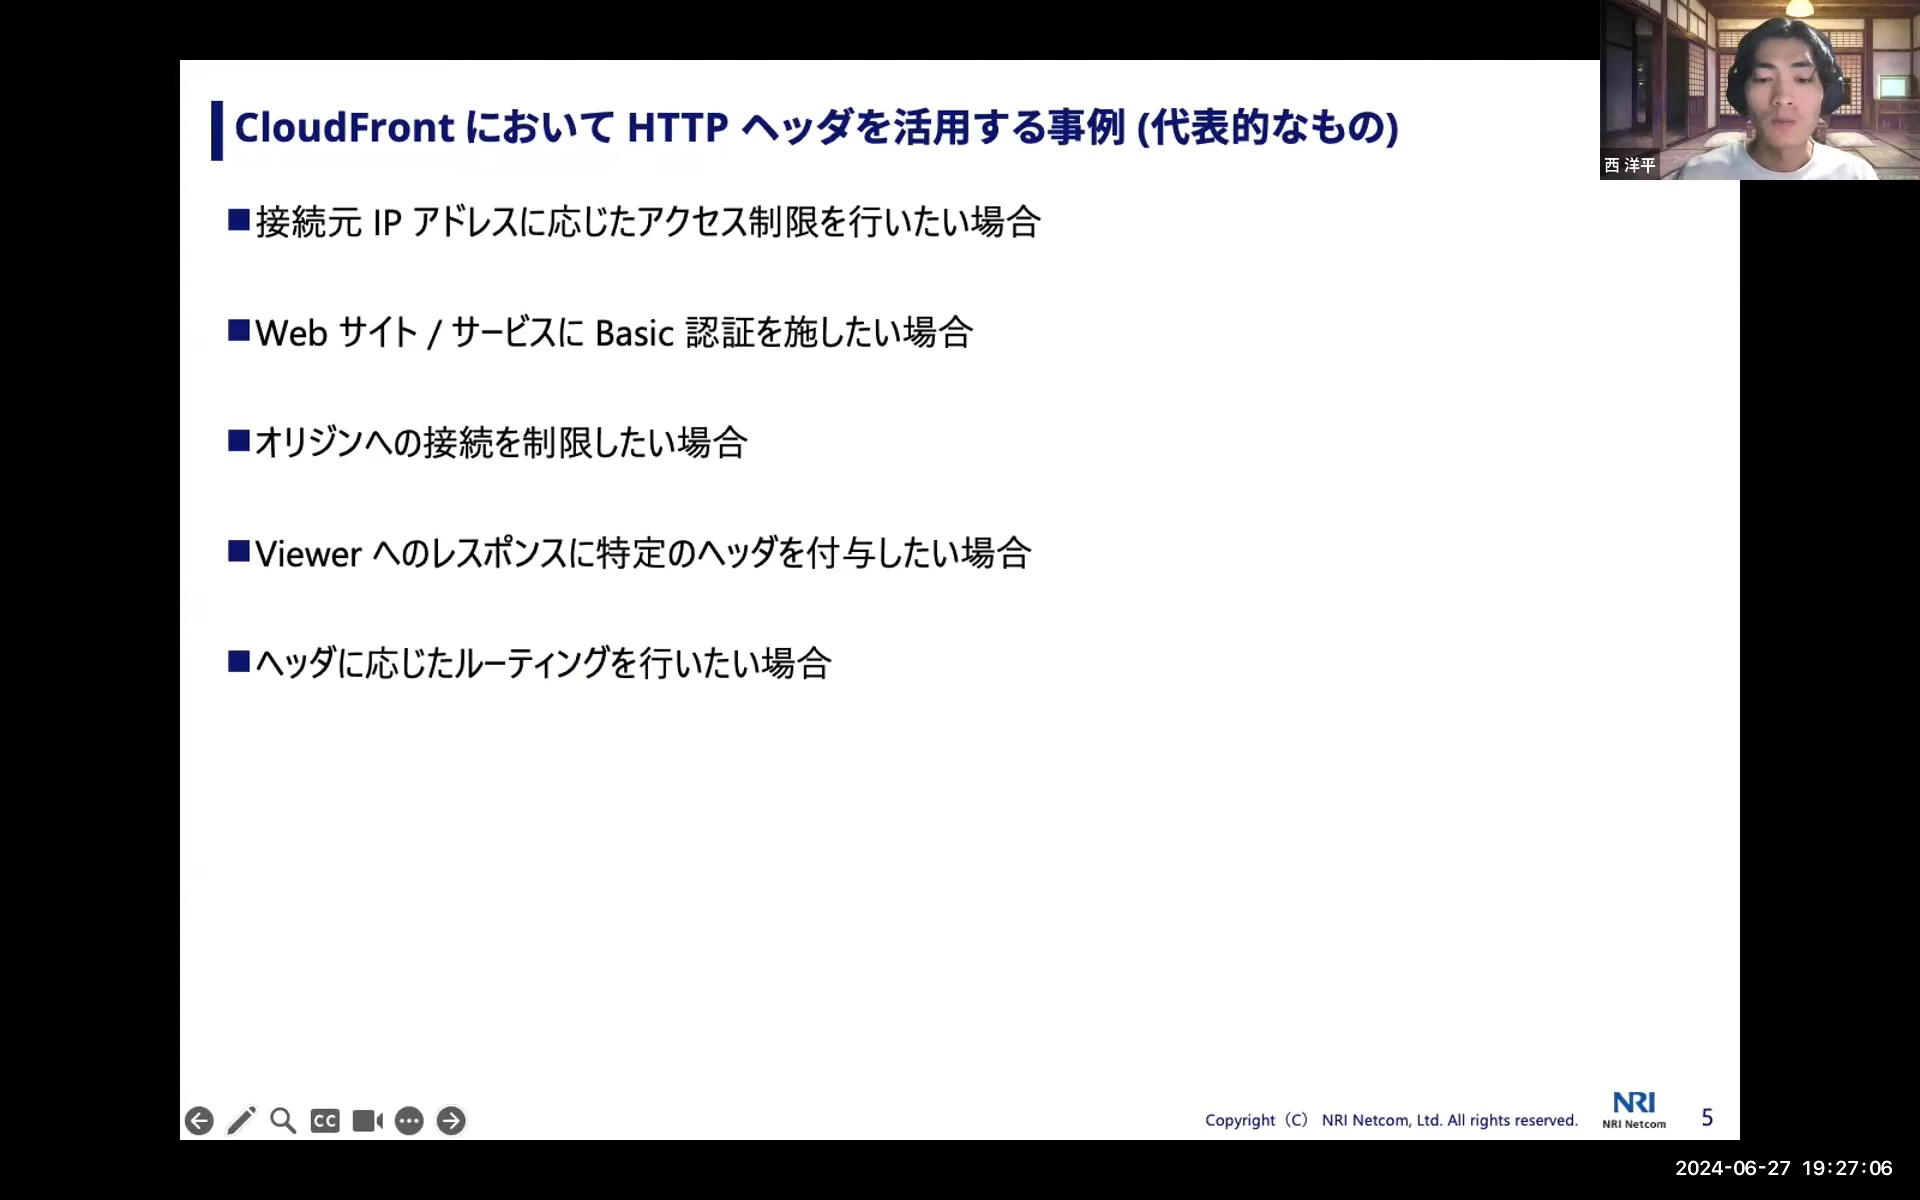 CloudFront において HTTP ヘッダを活用する事例 (代表的なもの)
西 洋平
■接続元 IP アドレスに応じたアクセス制限を行いたい場合
■Web サイト / サービスに Basic 認証を施したい場合
■オリジンへの接続を制限したい場合
■Viewer へのレスポンスに特定のヘッダを付与したい場合
■ヘッダに応じたルーティングを行いたい場合
CC
Copyright（C） NRI Netcom, Ltd. All rights reserved.
NRI
NRI Netcom
5
2024-06-27 19:27:06